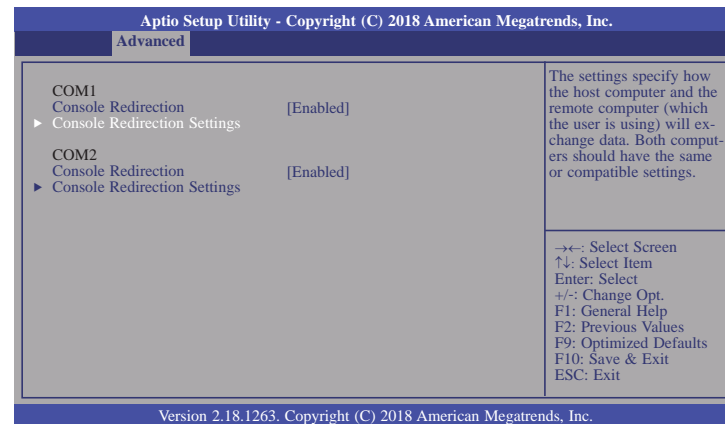 Aptio Setup Utility - Copyright (C) 2018 American Megatrends, Inc.
Advanced
COM1
Console Redirection [Enabled]
► Console Redirection Settings
COM2
Console Redirection [Enabled]
► Console Redirection Settings
The settings specify how
the host computer and the
remote computer (which
the user is using) will ex-
change data. Both comput-
ers should have the same
or compatible settings.
→←: Select Screen
↑↓: Select Item
Enter: Select
+/-: Change Opt.
F1: General Help
F2: Previous Values
F9: Optimized Defaults
F10: Save & Exit
ESC: Exit
Version 2.18.1263. Copyright (C) 2018 American Megatrends, Inc.